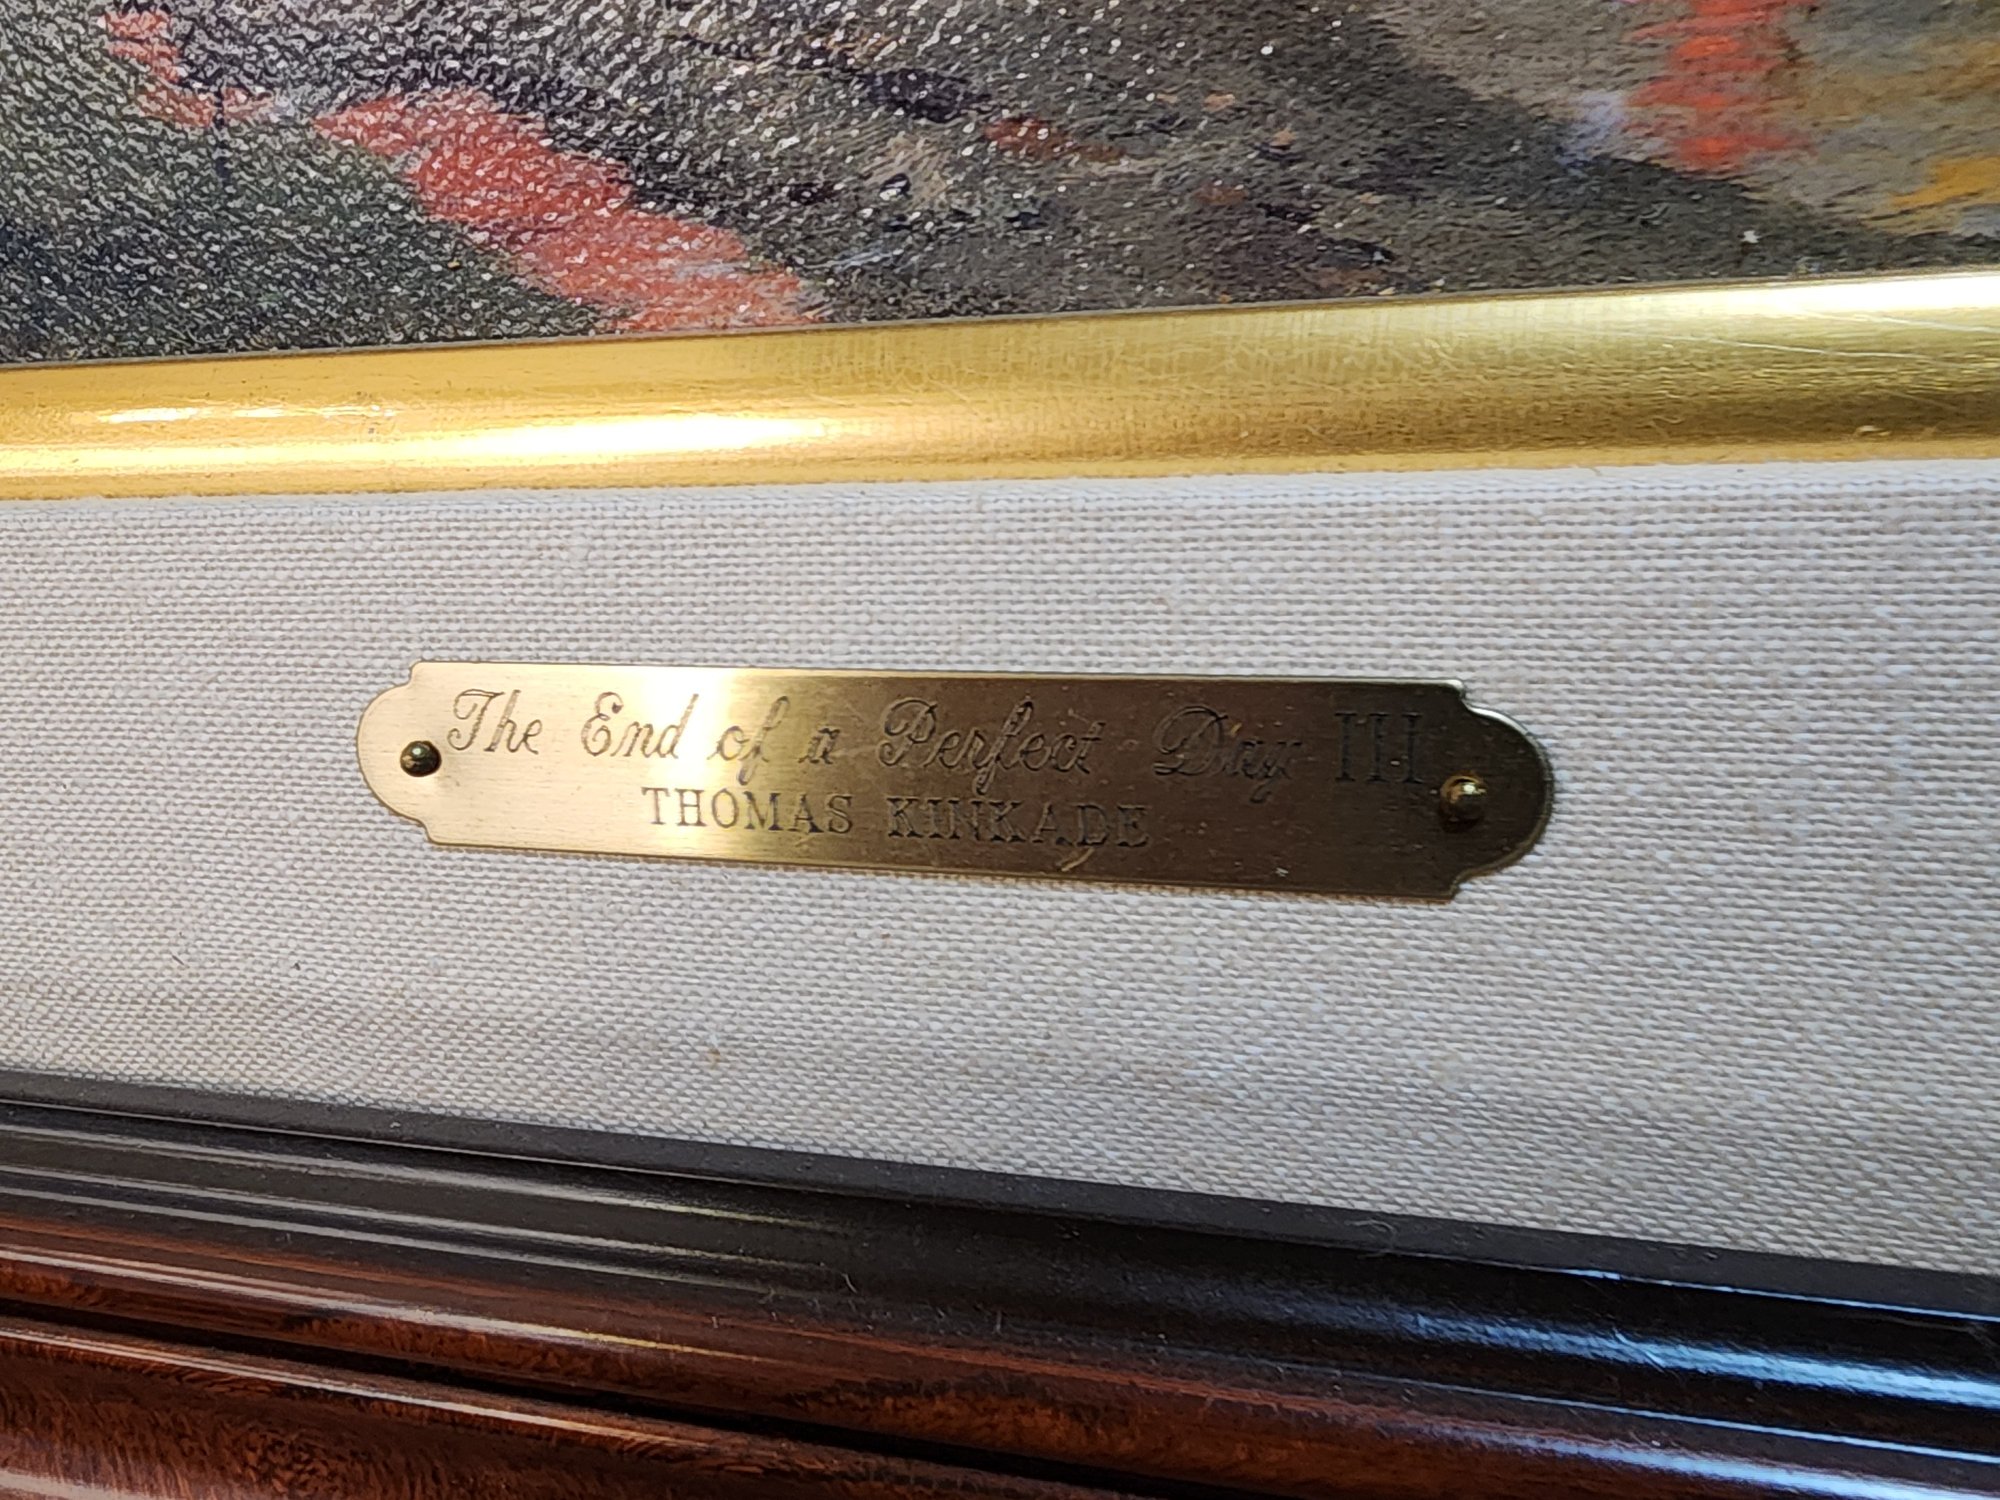 The End of a Perfect Day III
THOMAS KINKADE